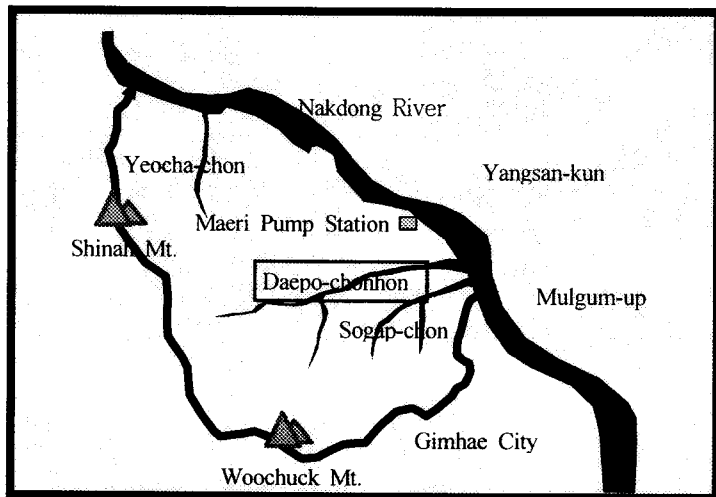 Nakdong River
Yeocha-chon
Yangsan-kun
Maeri Pump Station
Shinah Mt.
Daepo-chonhon
Mulgum-up
Sogap-chon
Gimhae City
Woochuck Mt.